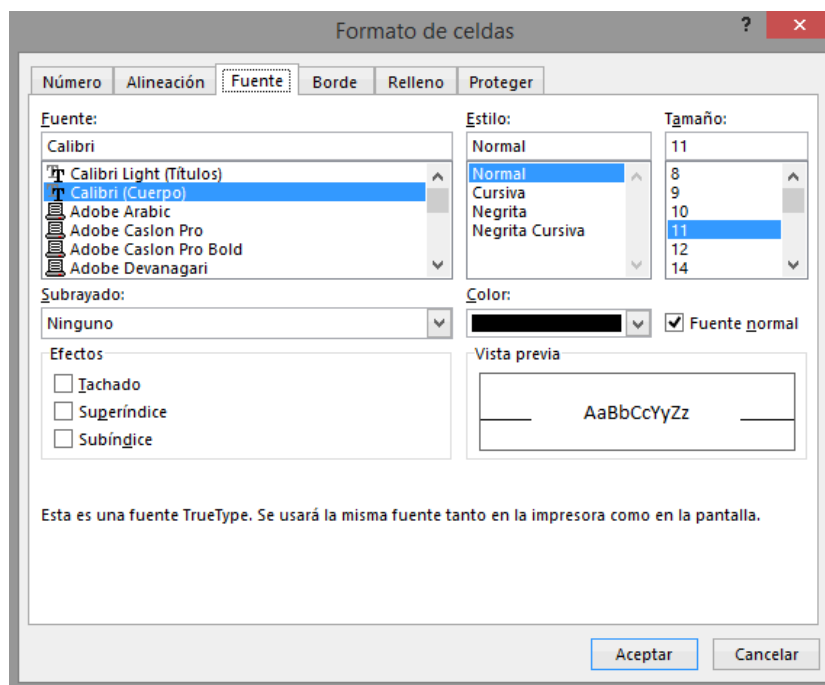 Formato de celdas
?
Número Alineación Fuente Borde Relleno Proteger
Fuente: Estilo: Tamaño:
Calibri Normal 11
Calibri Light (Títulos) Normal 8
Calibri (Cuerpo) Cursiva 9
Adobe Arabic Negrita 10
Adobe Caslon Pro Negrita Cursiva 11
Adobe Caslon Pro Bold 12
Adobe Devanagari 14
Subrayado: Color:
Ninguno Fuente normal
Efectos Vista previa
Tachado
Superíndice AaBbCcYyZz
Subíndice
Esta es una fuente TrueType. Se usará la misma fuente tanto en la impresora como en la pantalla.
Aceptar Cancelar